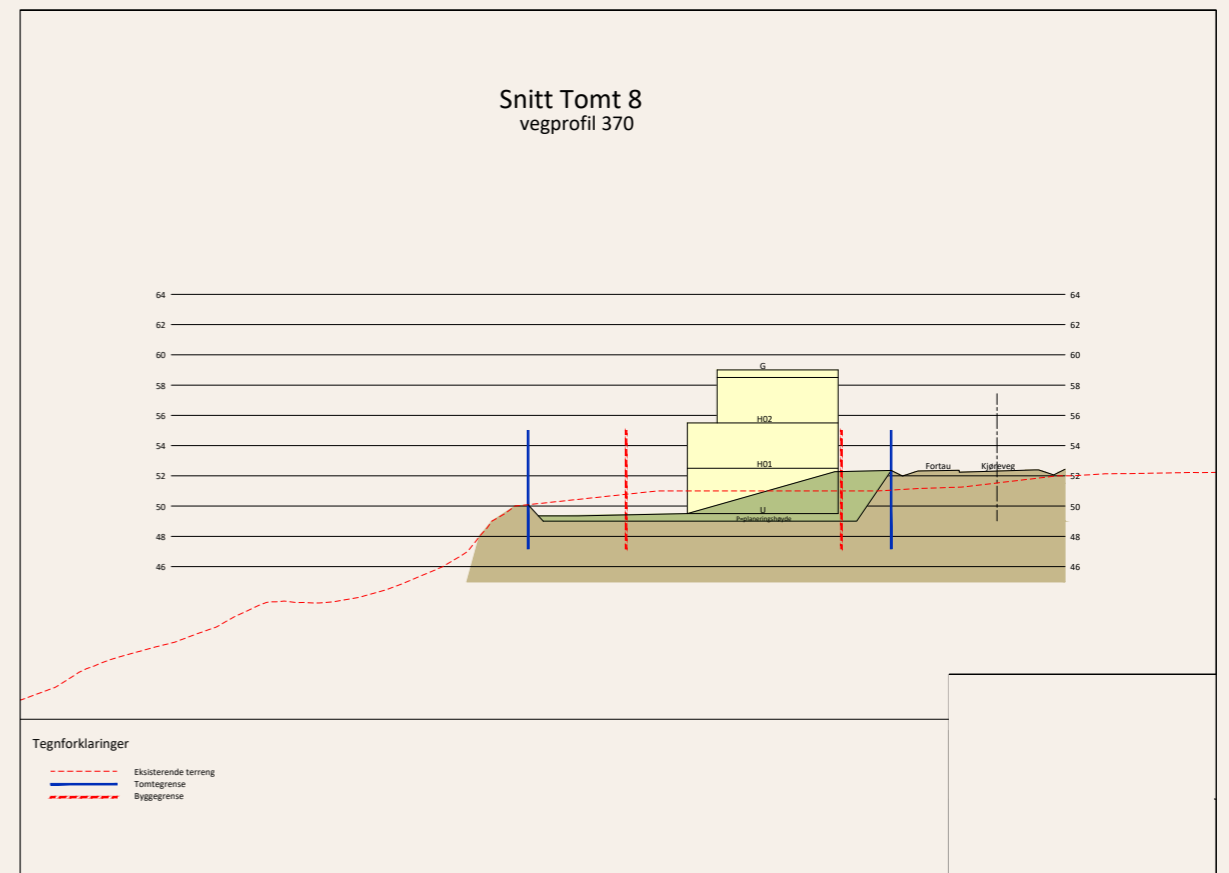 Snitt Tomt 8
vegprofil 370
64 64
62 62
60 60
G
58 58
56 56
H02
54 54
H01 Fortau Kjøreveg
52 52
50 50
U
P=planeringshøyde
48 48
46 46
Tegnforklaringer
Eksisterende terreng
Tomtegrense
Byggegrense